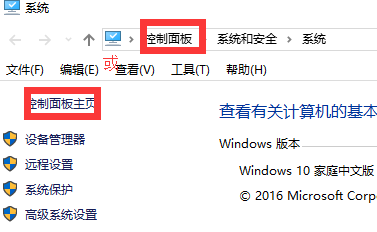 系统
控制面板 > 系统和安全 > 系统
或
文件(F) 编辑(E) 查看(V) 工具(T) 帮助(H)
控制面板主页
设备管理器
远程设置
系统保护
高级系统设置
查看有关计算机的基本
Windows 版本
Windows 10 家庭中文版
© 2016 Microsoft Corp